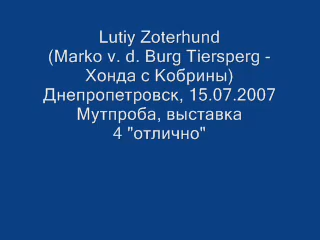 Lutiy Zoterhund
(Marko v. d. Burg Tiersperg -
Хонда с Кобрины)
Днепропетровск, 15.07.2007
Мутпроба, выставка
4 "отлично"